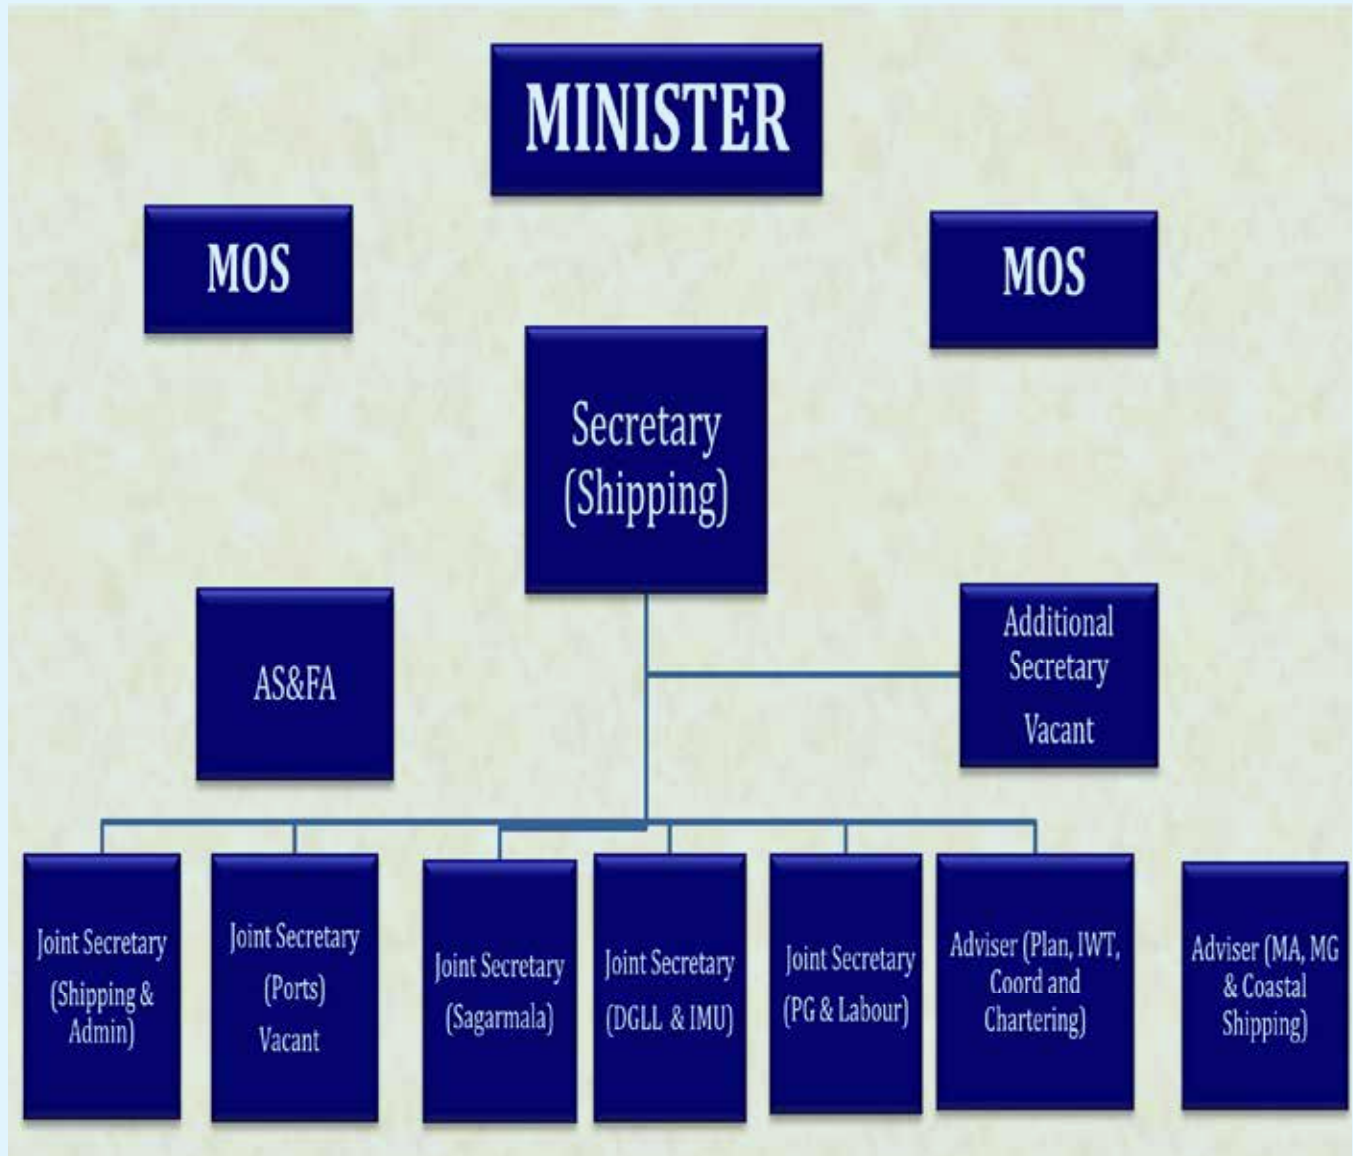 MINISTER
MOS
MOS
Secretary
(Shipping)
AS&FA
Additional
Secretary
Vacant
Joint Secretary
(Shipping &
Admin)
Joint Secretary
(Ports)
Vacant
Joint Secretary
(Sagarmala)
Joint Secretary
(DGLL & IMU)
Joint Secretary
(PG & Labour)
Adviser (Plan, IWT,
Coord and
Chartering)
Adviser (MA, MG
& Coastal
Shipping)